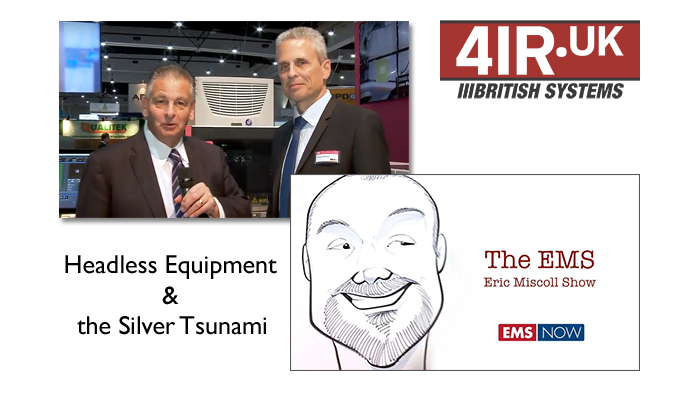 QUALITEK
4IR.UK
BRITISH SYSTEMS
Headless Equipment
&
the Silver Tsunami
The EMS
Eric Miscoll Show
EMS NOW